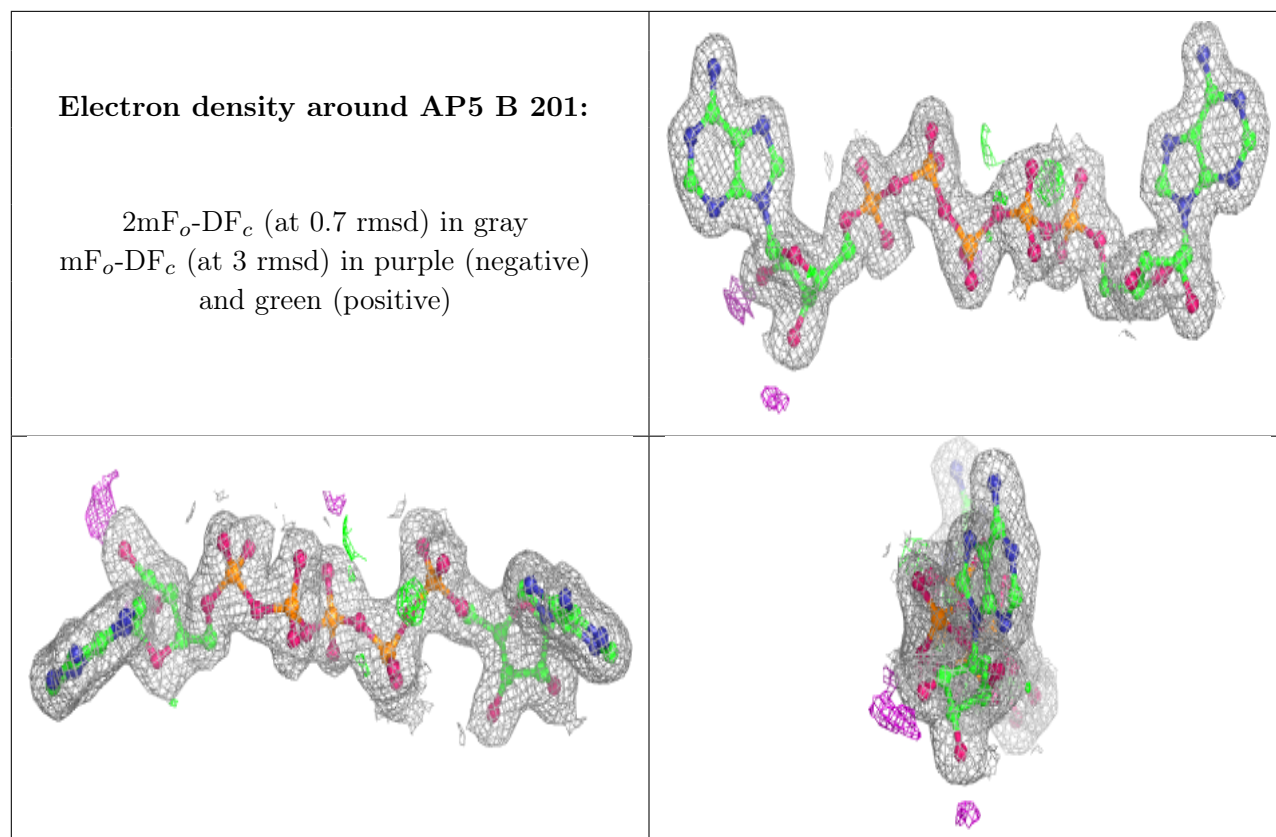 Electron density around AP5 B 201:
2mFo-DFc (at 0.7 rmsd) in gray
mFo-DFc (at 3 rmsd) in purple (negative)
and green (positive)